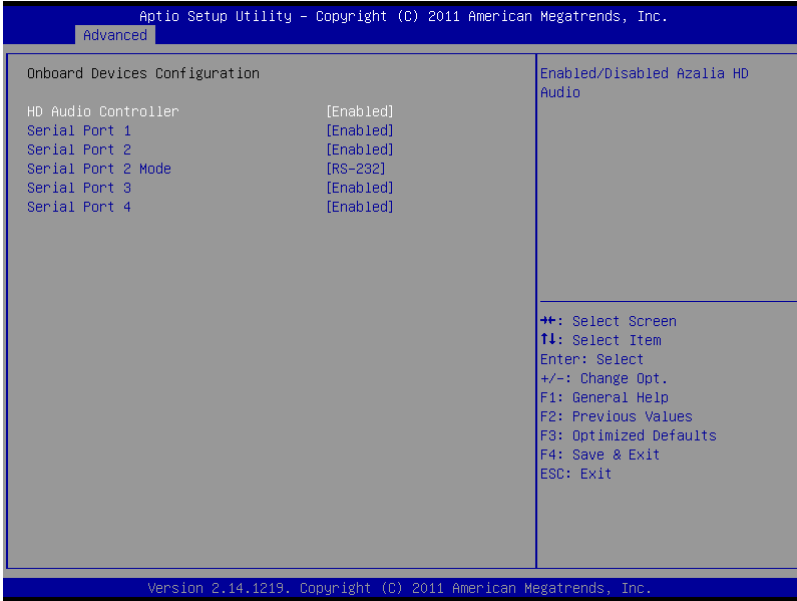 Aptio Setup Utility – Copyright (C) 2011 American Megatrends, Inc.
Advanced
Onboard Devices Configuration
HD Audio Controller [Enabled]
Serial Port 1 [Enabled]
Serial Port 2 [Enabled]
Serial Port 2 Mode [RS-232]
Serial Port 3 [Enabled]
Serial Port 4 [Enabled]
Enabled/Disabled Azalia HD
Audio
→←: Select Screen
↑↓: Select Item
Enter: Select
+/-: Change Opt.
F1: General Help
F2: Previous Values
F3: Optimized Defaults
F4: Save & Exit
ESC: Exit
Version 2.14.1219. Copyright (C) 2011 American Megatrends, Inc.